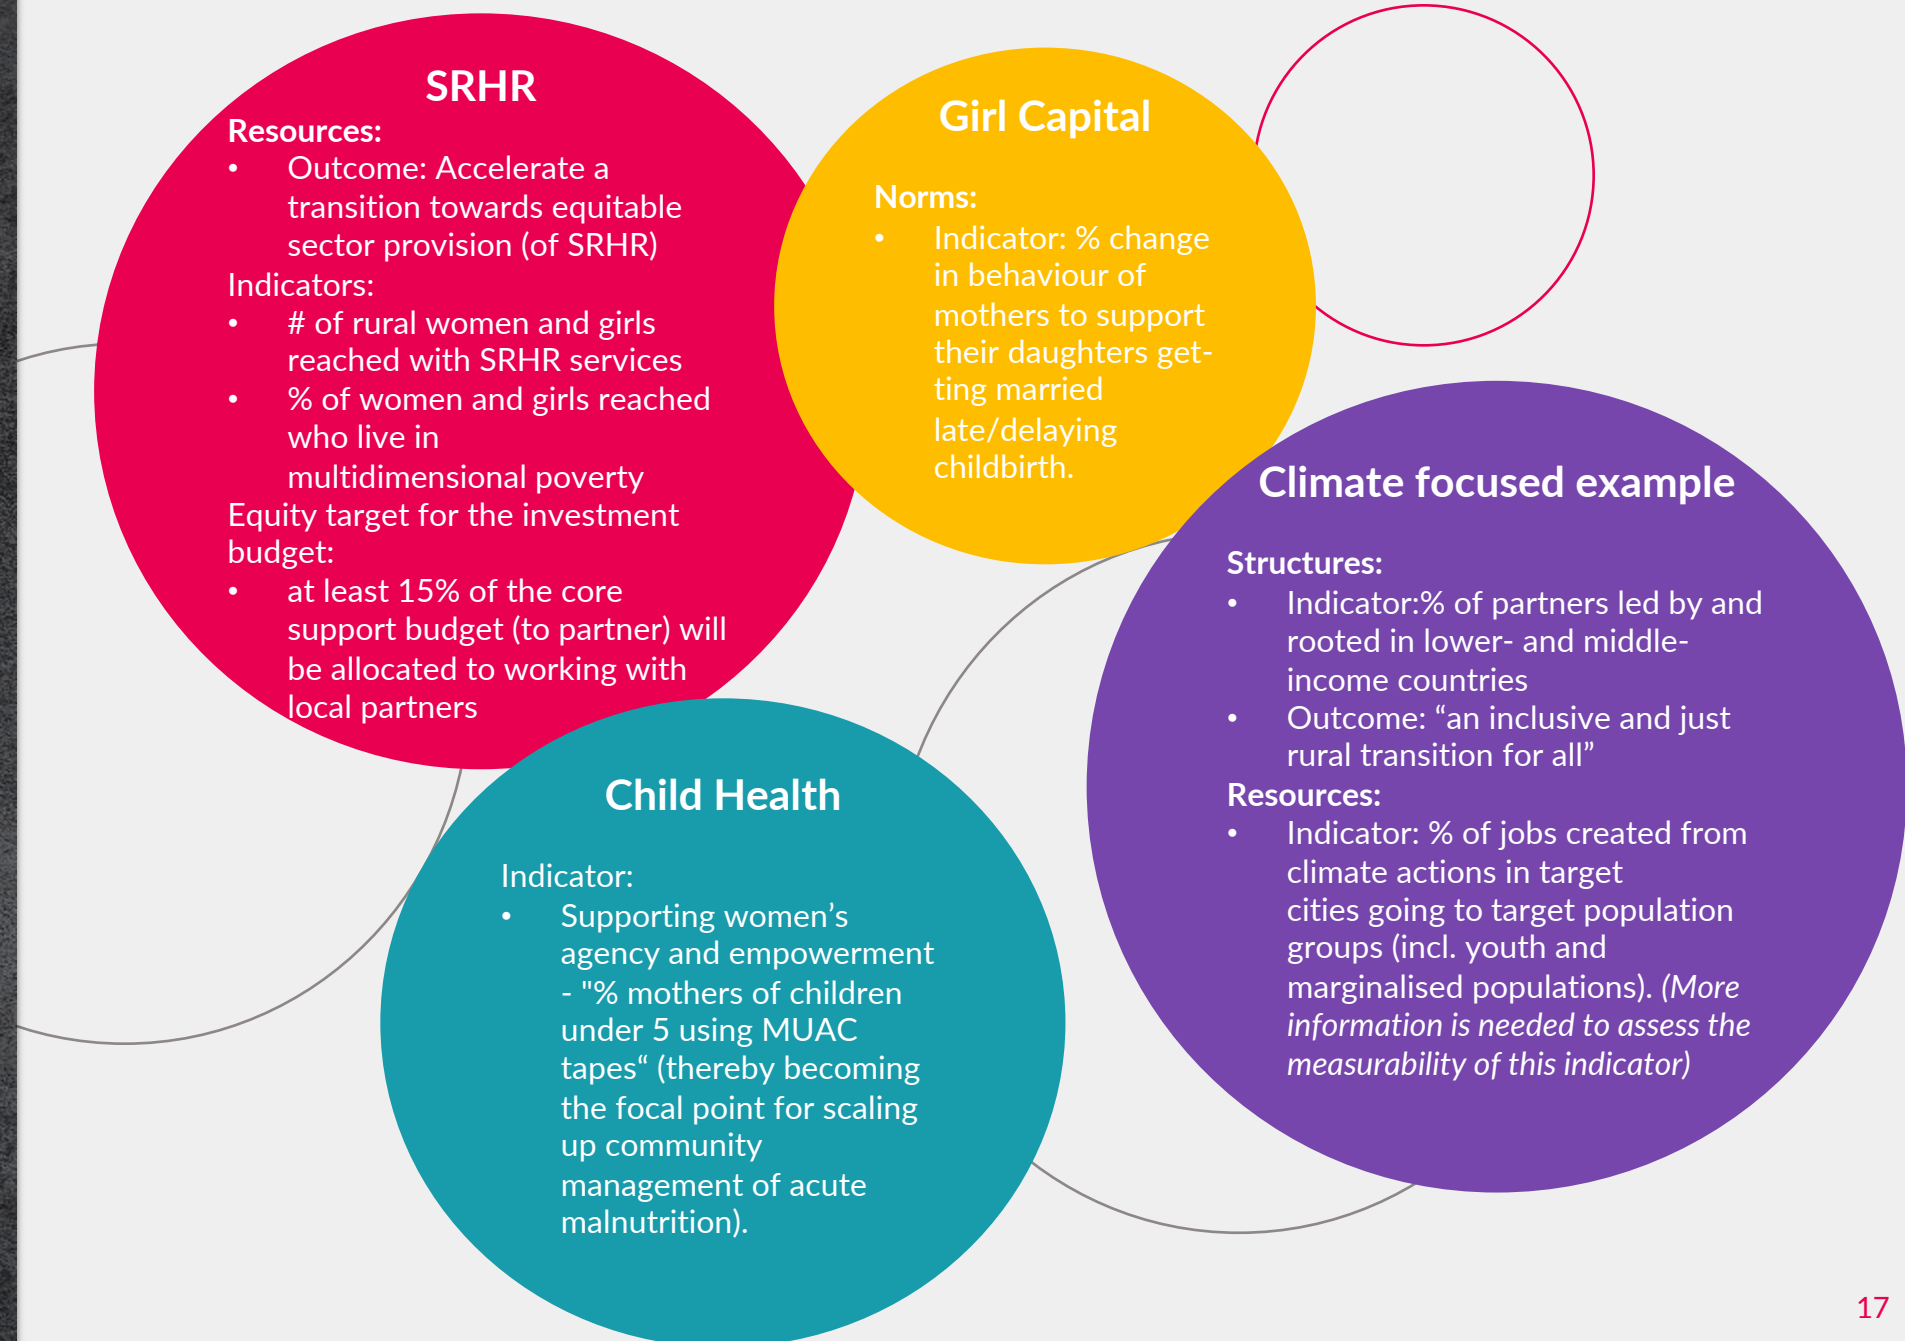 SRHR
Resources:
• Outcome: Accelerate a
transition towards equitable
sector provision (of SRHR)
Indicators:
• # of rural women and girls
reached with SRHR services
• % of women and girls reached
who live in
multidimensional poverty
Equity target for the investment
budget:
• at least 15% of the core
support budget (to partner) will
be allocated to working with
local partners
Girl Capital
Norms:
• Indicator: % change
in behaviour of
mothers to support
their daughters get-
ting married
late/delaying
childbirth.
Climate focused example
Structures:
• Indicator:% of partners led by and
rooted in lower- and middle-
income countries
• Outcome: “an inclusive and just
rural transition for all”
Resources:
• Indicator: % of jobs created from
climate actions in target
cities going to target population
groups (incl. youth and
marginalised populations). (More
information is needed to assess the
measurability of this indicator)
Child Health
Indicator:
• Supporting women’s
agency and empowerment
- "% mothers of children
under 5 using MUAC
tapes“ (thereby becoming
the focal point for scaling
up community
management of acute
malnutrition).
17